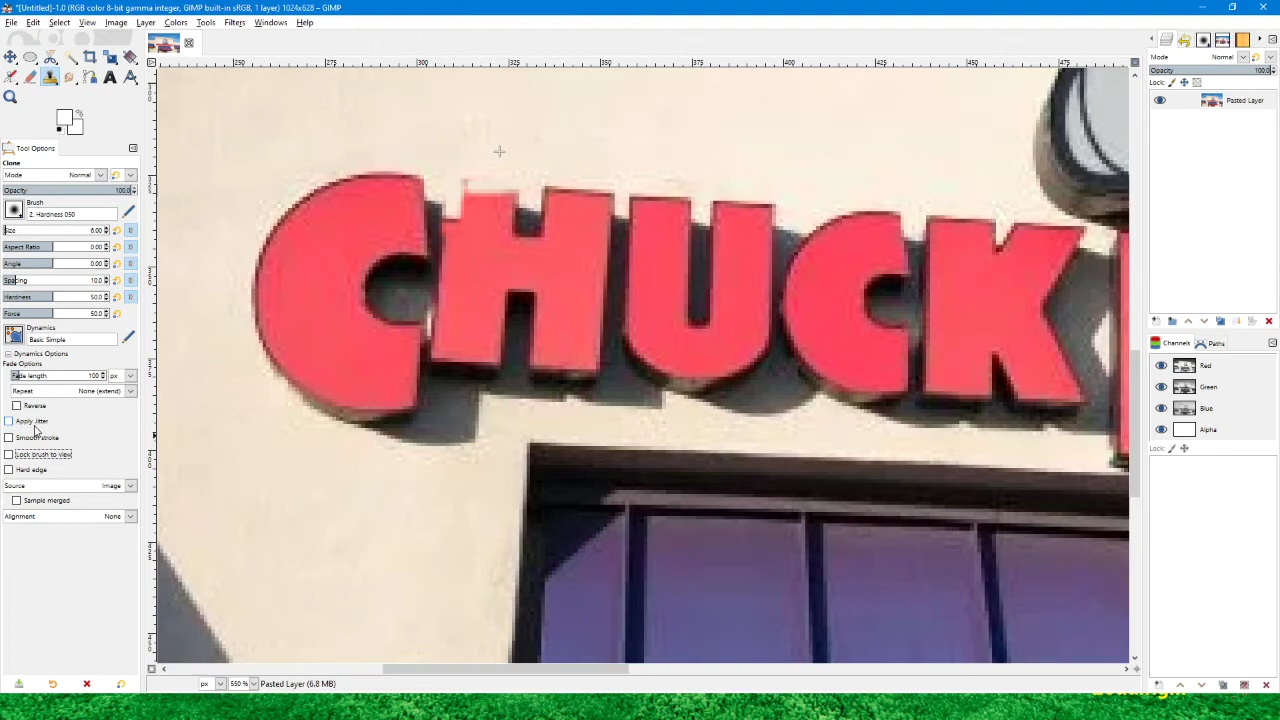 *[Untitled]-1.0 (RGB color 8-bit gamma integer, GIMP built-in sRGB, 1 layer) 1024x628 – GIMP
File Edit Select View Image Layer Colors Tools Filters Windows Help
Tool Options
Clone
Mode Normal
Opacity 100.0
Brush
2. Hardness 050
Size 6.00
Aspect Ratio 0.00
Angle 0.00
Spacing 10.0
Hardness 50.0
Force 50.0
Dynamics
Basic Simple
Dynamics Options
Fade Options
Fade length 100 px
Repeat None (extend)
Reverse
Apply Jitter
Smooth stroke
Lock brush to view
Hard edge
Source Image
Sample merged
Alignment None
250 300 325 350 375 400 425 450 475
CHUCK
px 550 % Pasted Layer (6.8 MB)
Mode Normal
Opacity 100.0
Lock:
Pasted Layer
Channels Paths
Red
Green
Blue
Alpha
Lock: